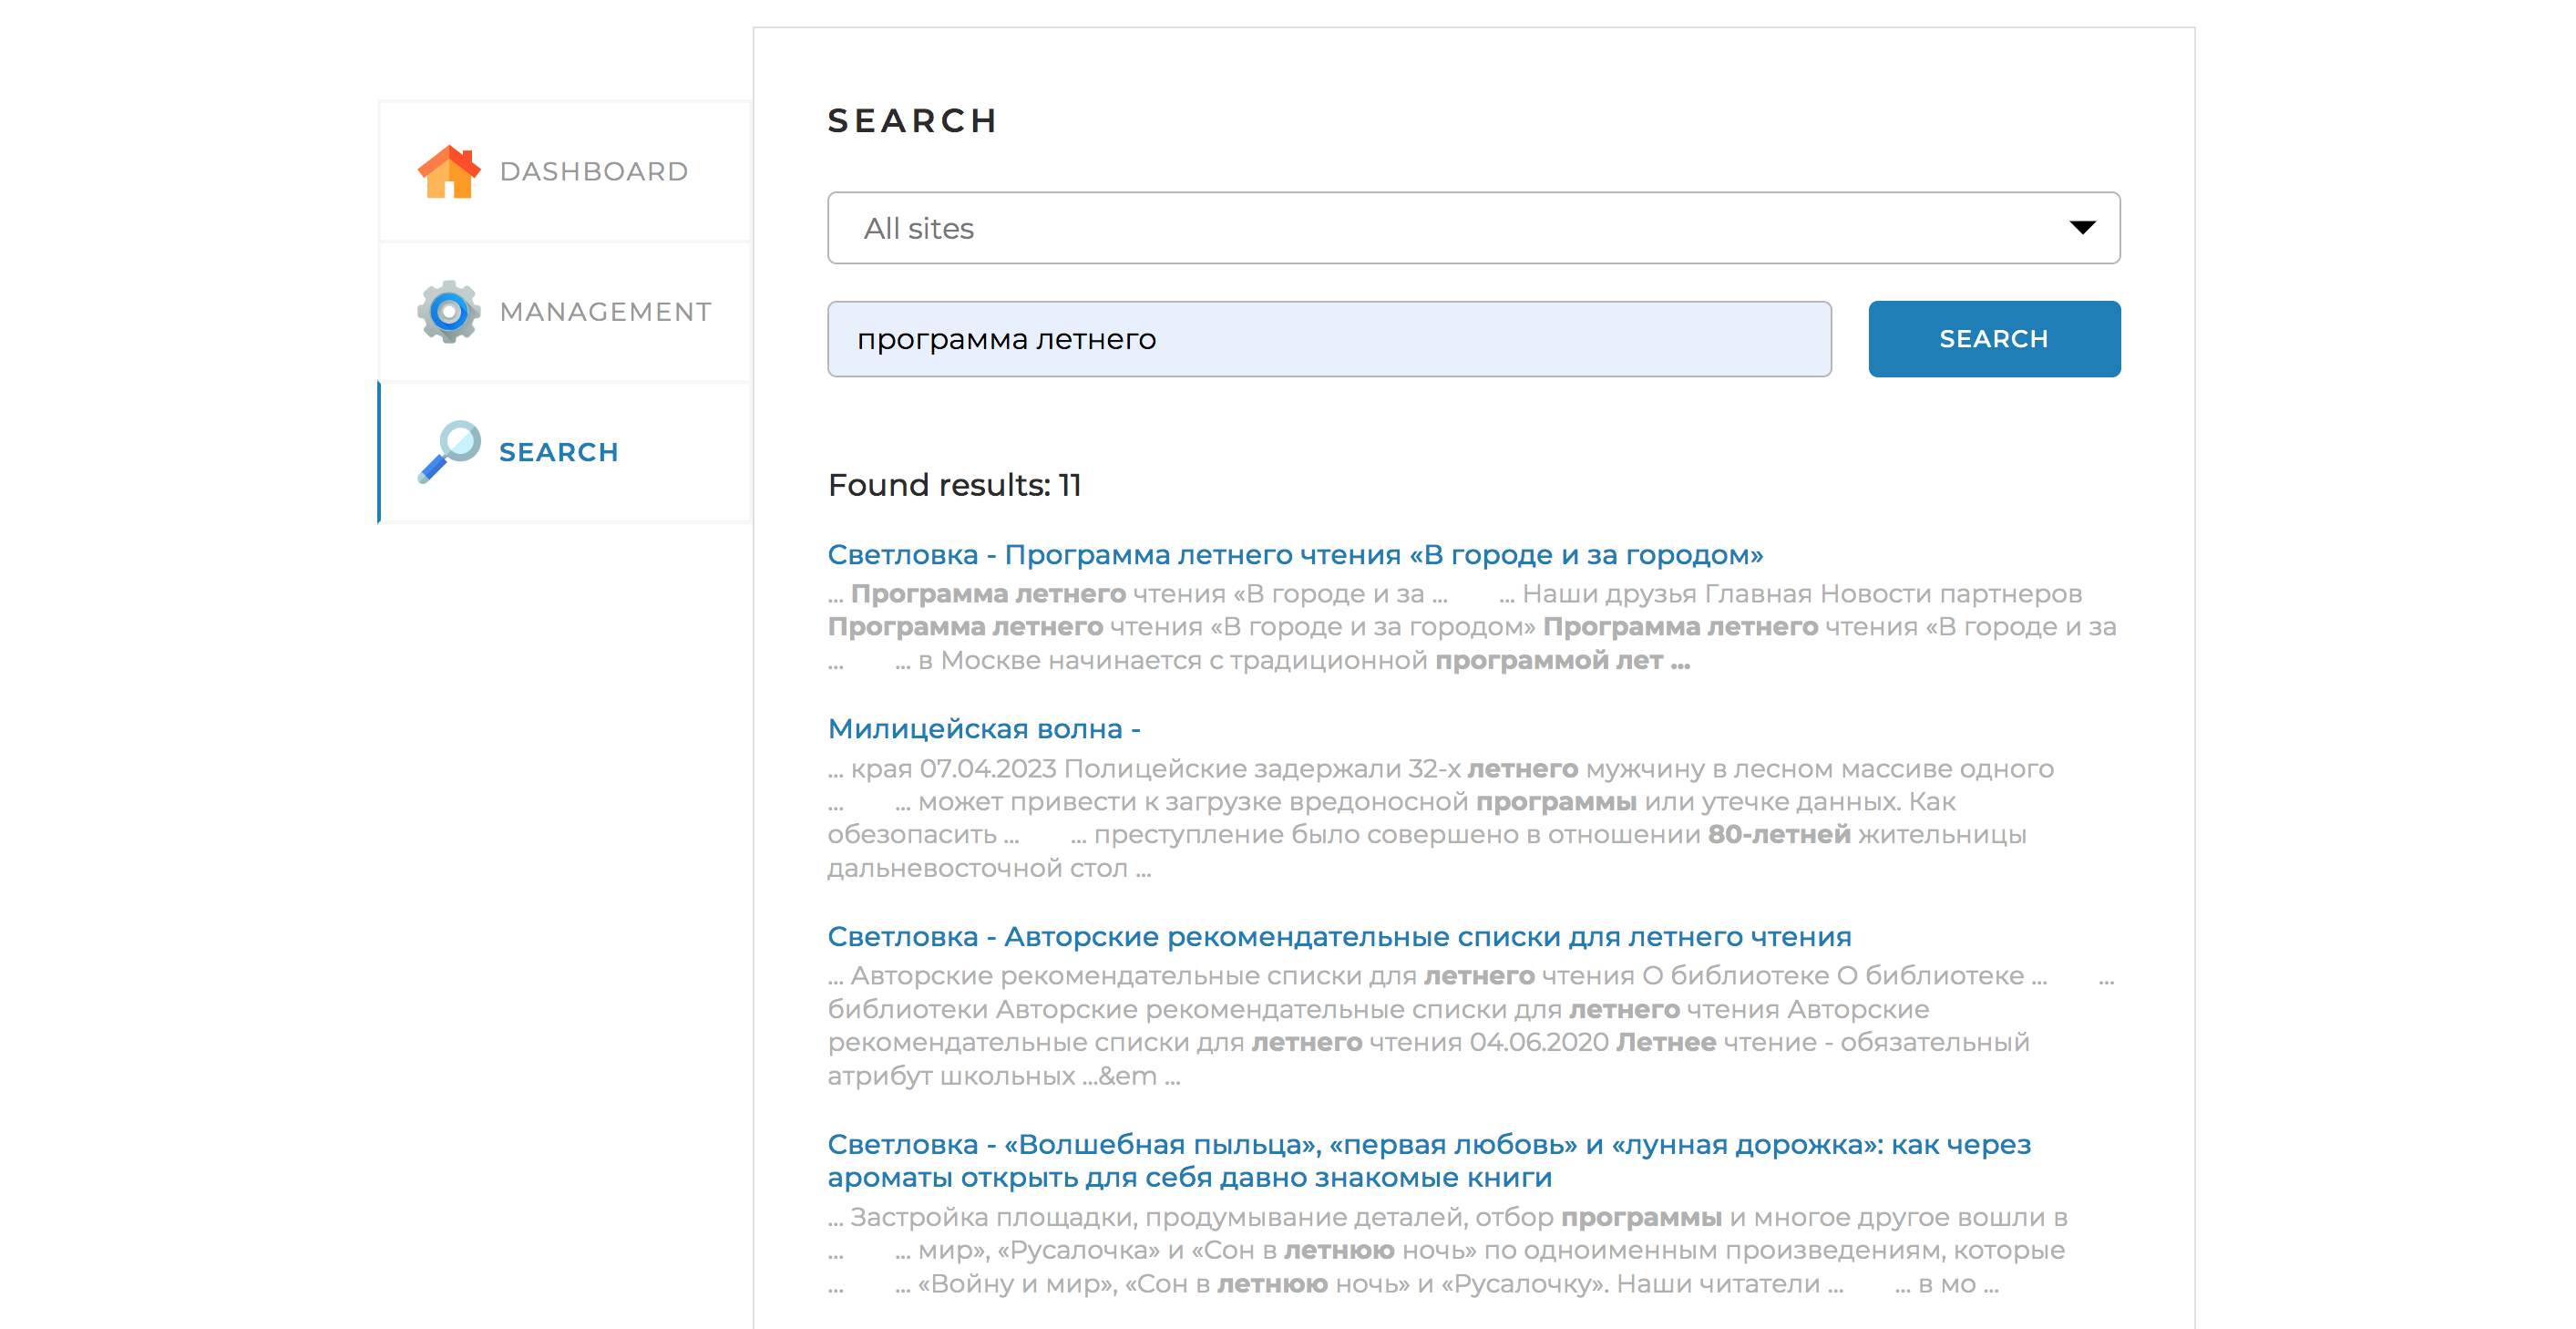 SEARCH
DASHBOARD
All sites
MANAGEMENT
программа летнего
SEARCH
SEARCH
Found results: 11
Светловка - Программа летнего чтения «В городе и за городом»
... Программа летнего чтения «В городе и за ... ... Наши друзья Главная Новости партнеров
Программа летнего чтения «В городе и за городом» Программа летнего чтения «В городе и за
... ... в Москве начинается с традиционной программой лет ...
Милицейская волна -
... края 07.04.2023 Полицейские задержали 32-х летнего мужчину в лесном массиве одного
... ... может привести к загрузке вредоносной программы или утечке данных. Как
обезопасить ... ... преступление было совершено в отношении 80-летней жительницы
дальневосточной стол ...
Светловка - Авторские рекомендательные списки для летнего чтения
... Авторские рекомендательные списки для летнего чтения О библиотеке О библиотеке ... ...
библиотеки Авторские рекомендательные списки для летнего чтения Авторские
рекомендательные списки для летнего чтения 04.06.2020 Летнее чтение - обязательный
атрибут школьных ...&em ...
Светловка - «Волшебная пыльца», «первая любовь» и «лунная дорожка»: как через
ароматы открыть для себя давно знакомые книги
... Застройка площадки, продумывание деталей, отбор программы и многое другое вошли в
... ... мир», «Русалочка» и «Сон в летнюю ночь» по одноименным произведениям, которые
... ... «Войну и мир», «Сон в летнюю ночь» и «Русалочку». Наши читатели ... ... в мо ...